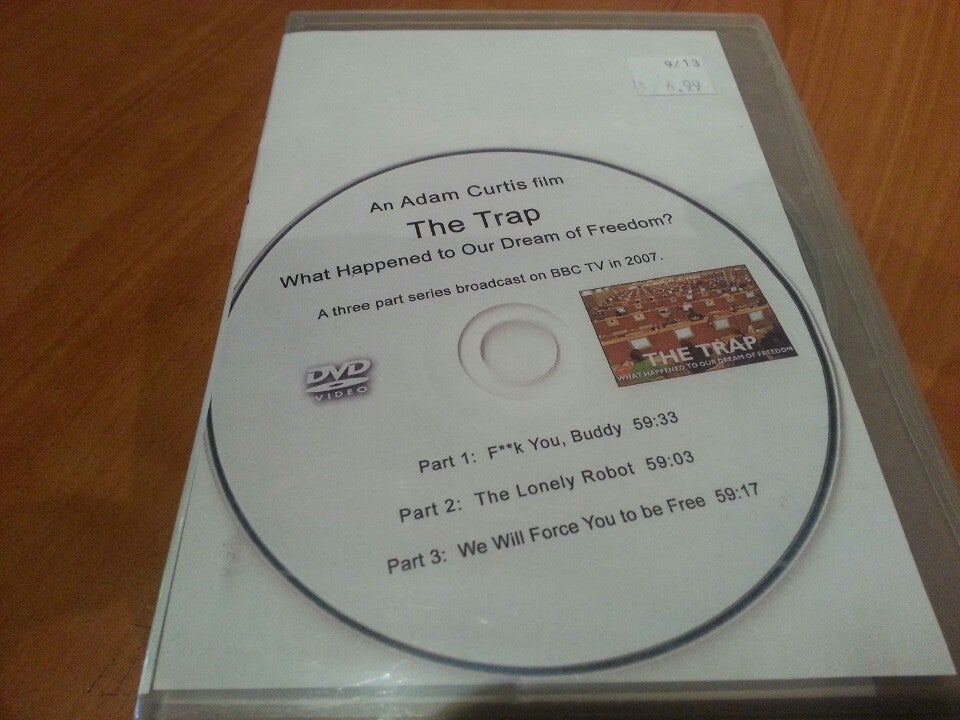 9/13
$ 6.99
An Adam Curtis film
The Trap
What Happened to Our Dream of Freedom?
A three part series broadcast on BBC TV in 2007.
THE TRAP
WHAT HAPPENED TO OUR DREAM OF FREEDOM
DVD
VIDEO
Part 1: F**k You, Buddy 59:33
Part 2: The Lonely Robot 59:03
Part 3: We Will Force You to be Free 59:17